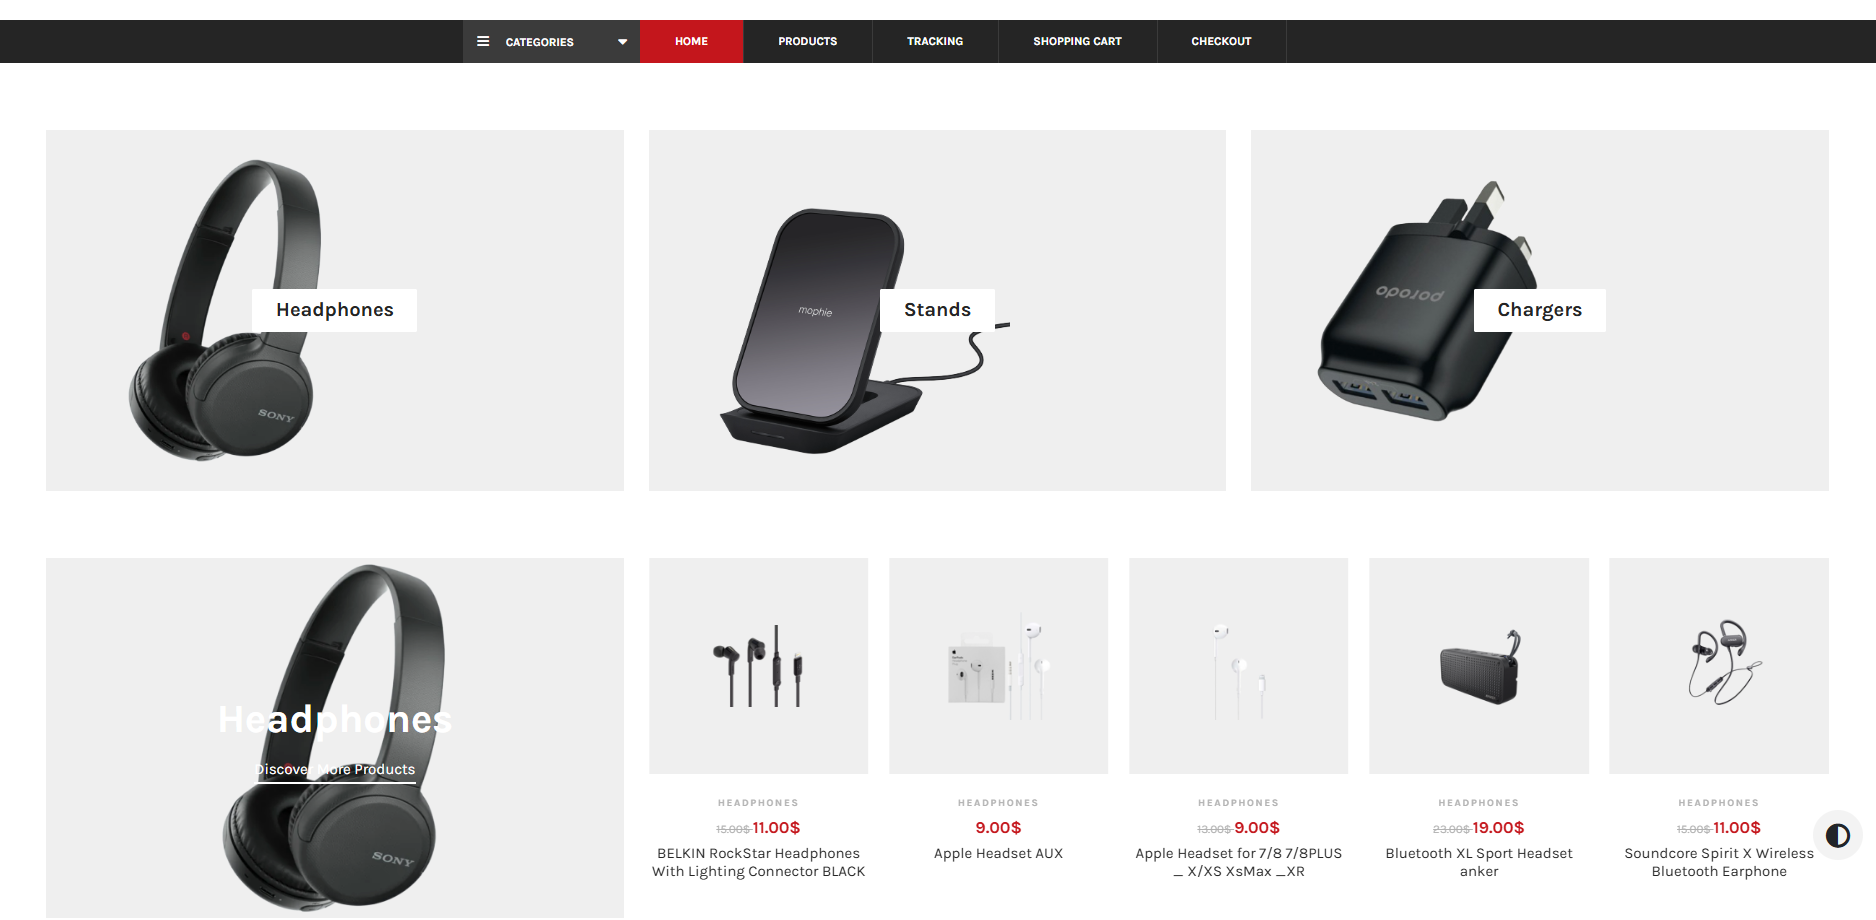 CATEGORIES
HOME
PRODUCTS
TRACKING
SHOPPING CART
CHECKOUT
SONY
Headphones
mophie
Stands
porodo
Chargers
Headphones
Discover More Products
SONY
HEADPHONES
15.00$ 11.00$
BELKIN RockStar Headphones
With Lighting Connector BLACK
HEADPHONES
9.00$
Apple Headset AUX
HEADPHONES
13.00$ 9.00$
Apple Headset for 7/8 7/8PLUS
_ X/XS XsMax _XR
HEADPHONES
23.00$ 19.00$
Bluetooth XL Sport Headset
anker
HEADPHONES
15.00$ 11.00$
Soundcore Spirit X Wireless
Bluetooth Earphone